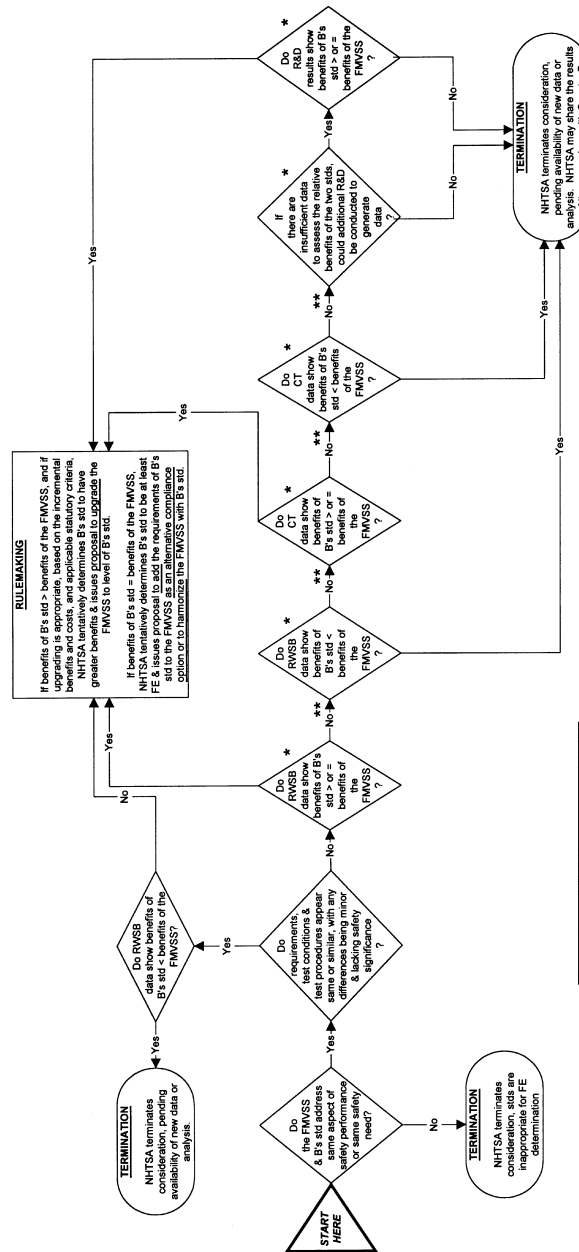 START
HERE
Do
the FMVSS
& B's std address
same aspect of
safety performance
or same safety
need?
No
TERMINATION
NHTSA terminates
consideration, stds are
inappropriate for FE
determination
Yes
Do
requirements,
test conditions &
test procedures appear
same or similar, with any
differences being minor
& lacking safety
significance
?
Yes
Do RWSB
data show benefits of
B's std < benefits of the
FMVSS?
Yes
TERMINATION
NHTSA terminates
consideration, pending
availability of new data or
analysis.
No
RULEMAKING
If benefits of B's std > benefits of the FMVSS, and if
upgrading is appropriate, based on the incremental
benefits and costs, and applicable statutory criteria,
NHTSA tentatively determines B's std to have
greater benefits & issues proposal to upgrade the
FMVSS to level of B's std.
If benefits of B's std = benefits of the FMVSS,
NHTSA tentatively determines B's std to be at least
FE & issues proposal to add the requirements of B's
std to the FMVSS as an alternative compliance
option or to harmonize the FMVSS with B's std.
No
Do
RWSB
data show
benefits of B's
std > or =
benefits of
the
FMVSS
?
*
Yes
**
No
Do
RWSB
data show
benefits of
B's std <
benefits of
the
FMVSS
?
*
Yes
**
No
Do
CT
data show
benefits of
B's std > or =
benefits of
the
FMVSS
?
*
Yes
**
No
Do
CT
data show
benefits of B's
std < benefits
of the
FMVSS
?
*
Yes
**
No
If
there are
insufficient data
to assess the relative
benefits of the two stds,
could additional R&D
be conducted to
generate
data
?
*
No
Yes
Do
R&D
results show
benefits of B's
std > or =
benefits of the
FMVSS
?
*
Yes
No
TERMINATION
NHTSA terminates consideration,
pending availability of new data or
analysis. NHTSA may share the results